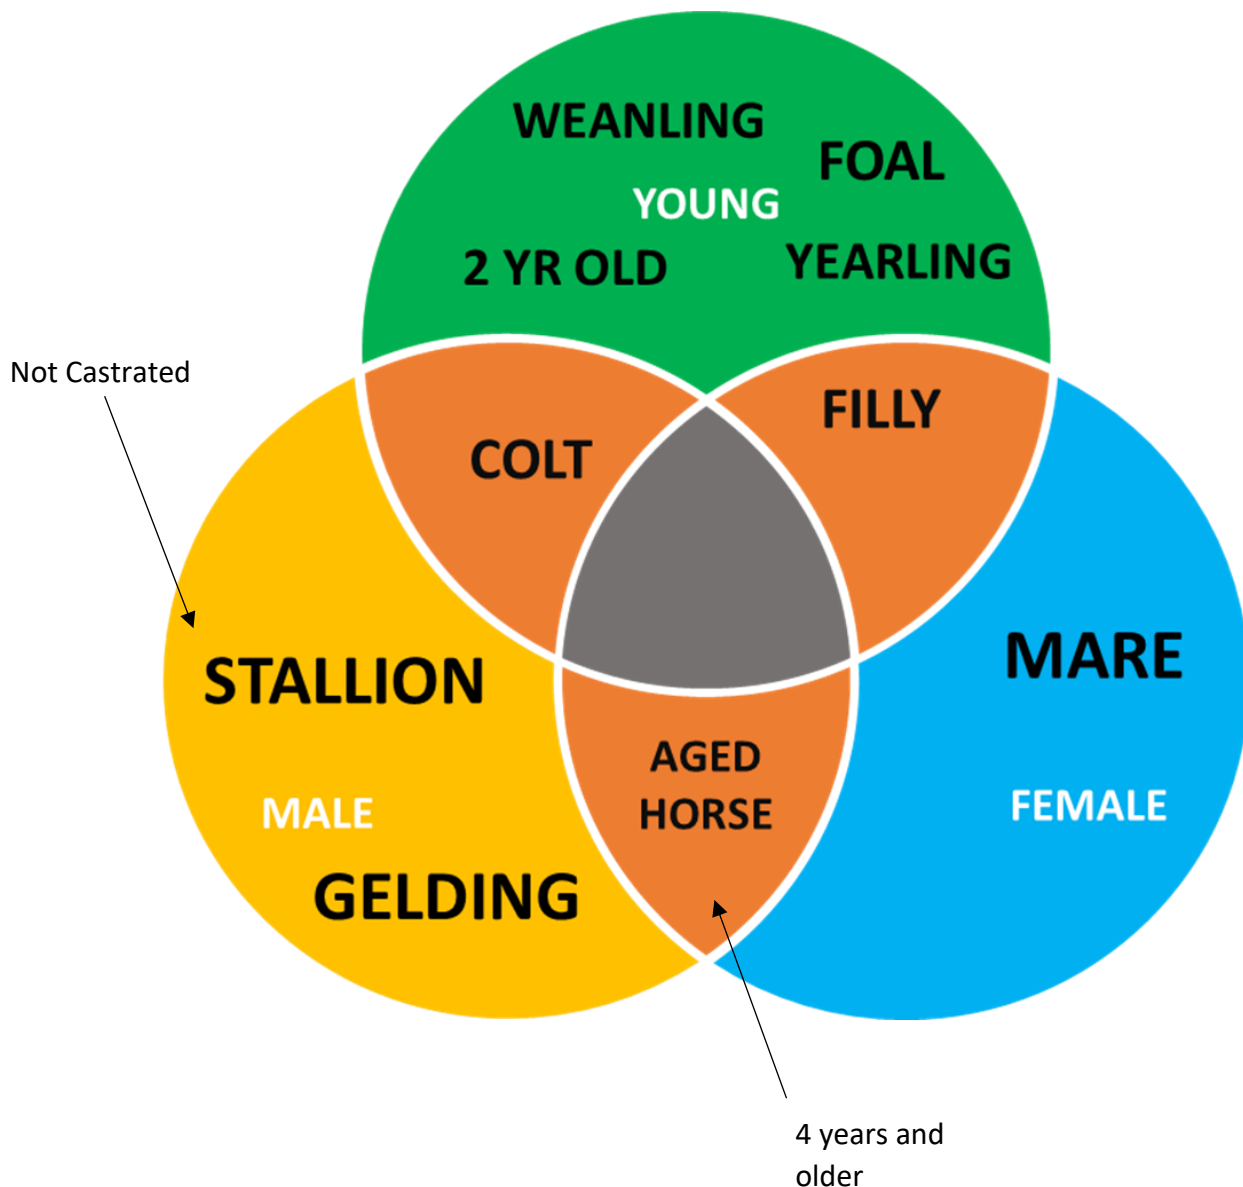 WEANLING
FOAL
YOUNG
2 YR OLD
YEARLING
Not Castrated
COLT
FILLY
STALLION
MARE
AGED
HORSE
MALE
FEMALE
GELDING
4 years and
older